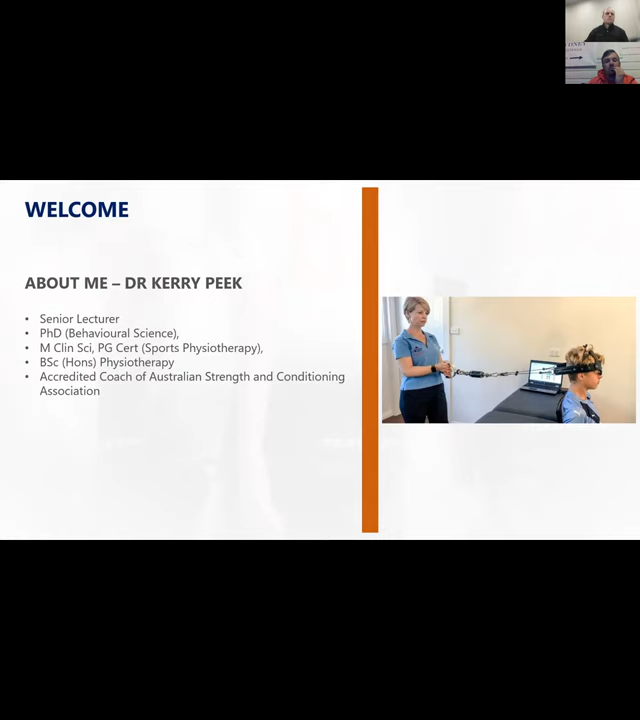 WELCOME
ABOUT ME – DR KERRY PEEK
• Senior Lecturer
• PhD (Behavioural Science),
• M Clin Sci, PG Cert (Sports Physiotherapy),
• BSc (Hons) Physiotherapy
• Accredited Coach of Australian Strength and Conditioning
Association